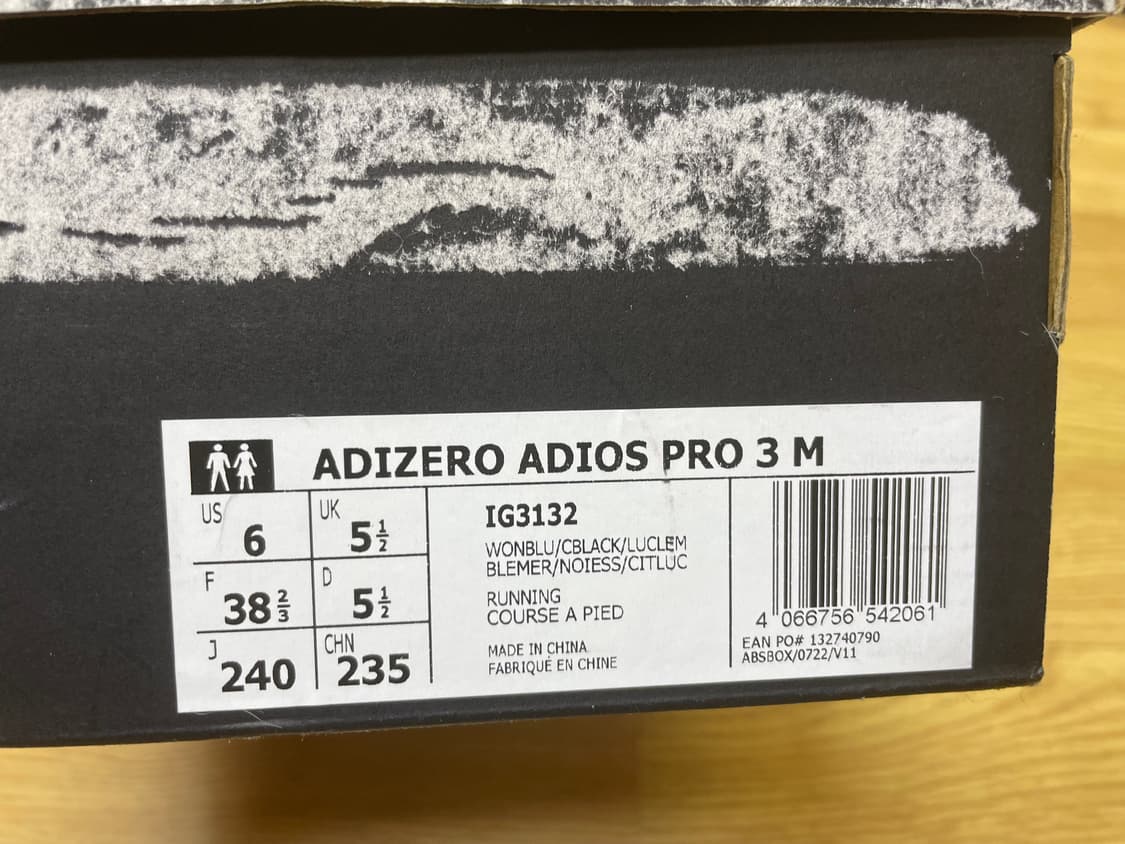 ADIZERO ADIOS PRO 3 M
US 6
UK 5½
F 38⅔
D 5½
J 240
CHN 235
IG3132
WONBLU/CBLACK/LUCLEM
BLEMER/NOIESS/CITLUC
RUNNING
COURSE A PIED
MADE IN CHINA
FABRIQUÉ EN CHINE
4 066756 542061
EAN PO# 132740790
ABSBOX/0722/V11